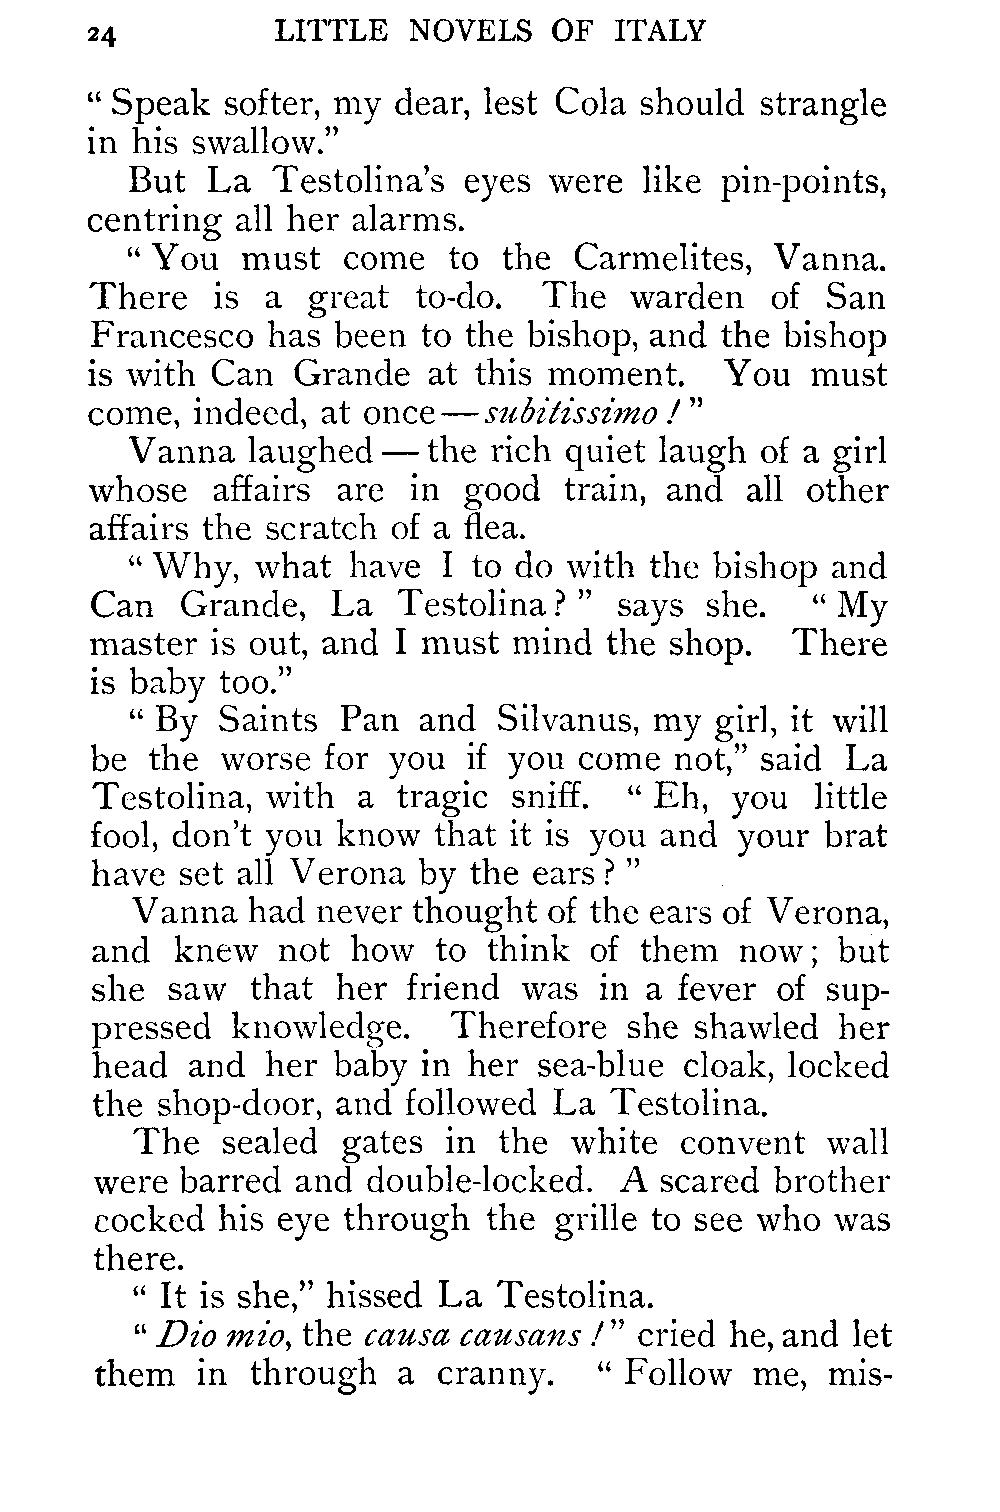 24 LITTLE NOVELS OF ITALY
“ Speak softer, my dear, lest Cola should strangle
in his swallow.”
But La Testolina’s eyes were like pin-points,
centring all her alarms.
“ You must come to the Carmelites, Vanna.
There is a great to-do. The warden of San
Francesco has been to the bishop, and the bishop
is with Can Grande at this moment. You must
come, indeed, at once — subitissimo ! ”
Vanna laughed — the rich quiet laugh of a girl
whose affairs are in good train, and all other
affairs the scratch of a flea.
“ Why, what have I to do with the bishop and
Can Grande, La Testolina ? ” says she. “ My
master is out, and I must mind the shop. There
is baby too.”
“ By Saints Pan and Silvanus, my girl, it will
be the worse for you if you come not,” said La
Testolina, with a tragic sniff. “ Eh, you little
fool, don’t you know that it is you and your brat
have set all Verona by the ears ? ”
Vanna had never thought of the ears of Verona,
and knew not how to think of them now ; but
she saw that her friend was in a fever of sup-
pressed knowledge. Therefore she shawled her
head and her baby in her sea-blue cloak, locked
the shop-door, and followed La Testolina.
The sealed gates in the white convent wall
were barred and double-locked. A scared brother
cocked his eye through the grille to see who was
there.
“ It is she,” hissed La Testolina.
“ Dio mio, the causa causans ! ” cried he, and let
them in through a cranny. “ Follow me, mis-